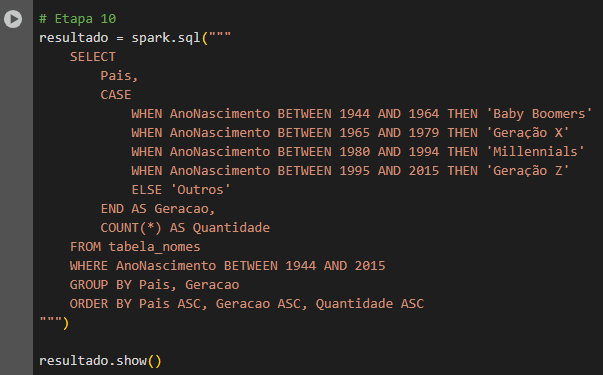 # Etapa 10
resultado = spark.sql("""
    SELECT
        Pais,
        CASE
            WHEN AnoNascimento BETWEEN 1944 AND 1964 THEN 'Baby Boomers'
            WHEN AnoNascimento BETWEEN 1965 AND 1979 THEN 'Geração X'
            WHEN AnoNascimento BETWEEN 1980 AND 1994 THEN 'Millennials'
            WHEN AnoNascimento BETWEEN 1995 AND 2015 THEN 'Geração Z'
            ELSE 'Outros'
        END AS Geracao,
        COUNT(*) AS Quantidade
    FROM tabela_nomes
    WHERE AnoNascimento BETWEEN 1944 AND 2015
    GROUP BY Pais, Geracao
    ORDER BY Pais ASC, Geracao ASC, Quantidade ASC
""")
resultado.show()